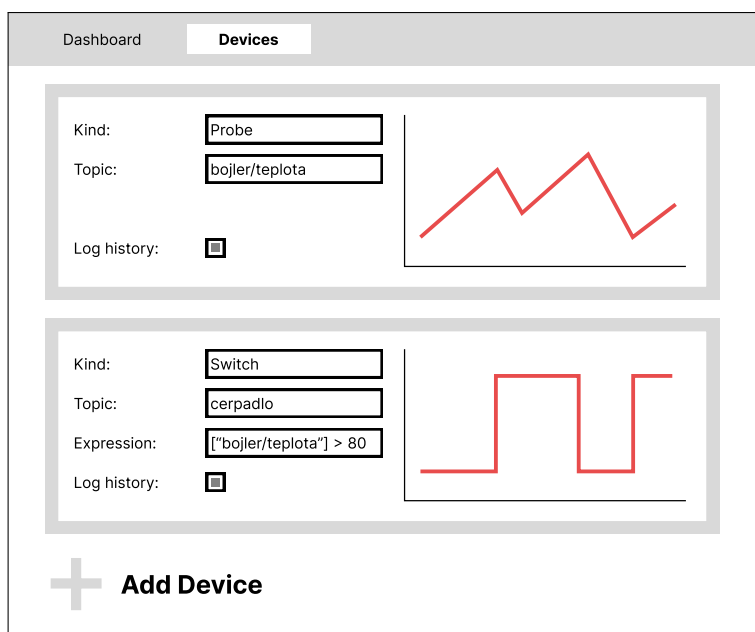 Dashboard Devices
Kind: Probe
Topic: bojler/teplota
Log history:
Kind: Switch
Topic: cerpadlo
Expression: [“bojler/teplota”] > 80
Log history:
Add Device